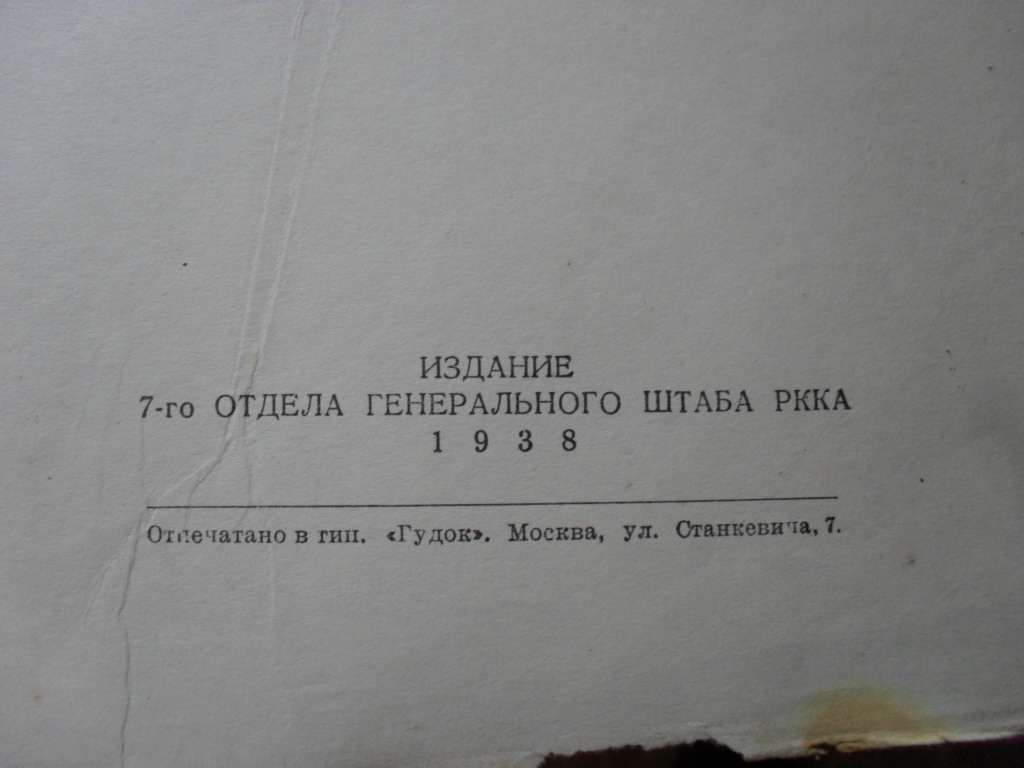 ИЗДАНИЕ
7-го ОТДЕЛА ГЕНЕРАЛЬНОГО ШТАБА РККА
1 9 3 8
Отпечатано в тип. «Гудок». Москва, ул. Станкевича, 7.